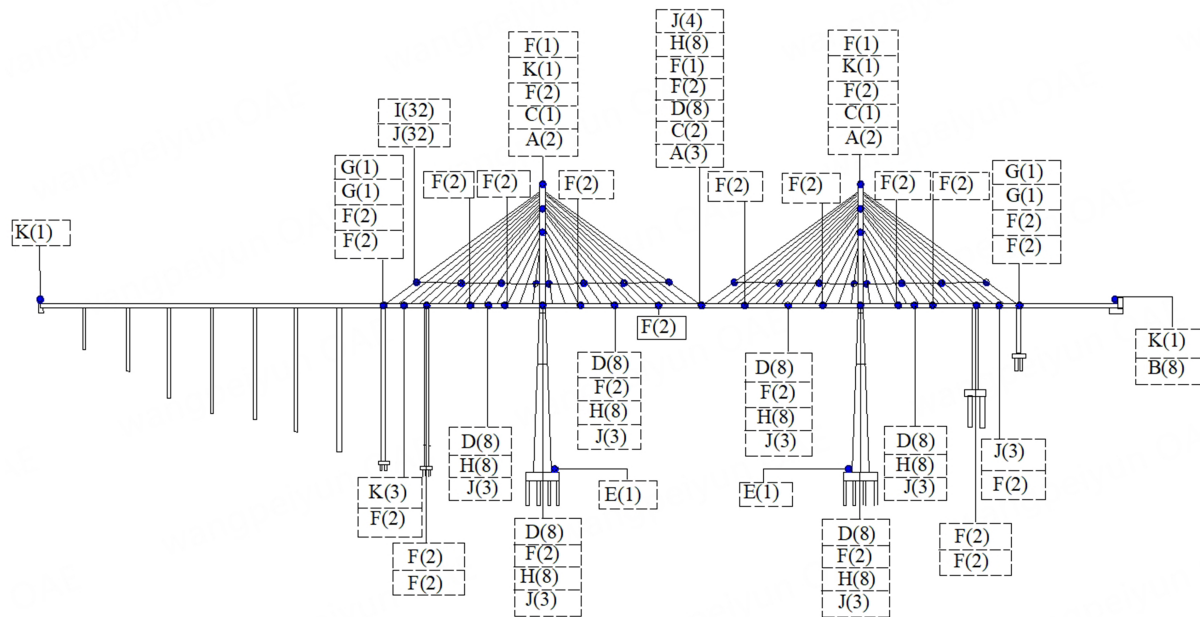 F(1)
K(1)
F(2)
C(1)
A(2)
J(4)
H(8)
F(1)
F(2)
D(8)
C(2)
A(3)
F(1)
K(1)
F(2)
C(1)
A(2)
I(32)
J(32)
G(1)
G(1)
F(2)
F(2)
F(2)
F(2)
F(2)
F(2)
F(2)
F(2)
F(2)
G(1)
G(1)
F(2)
F(2)
K(1)
F(2)
K(1)
B(8)
D(8)
F(2)
H(8)
J(3)
D(8)
F(2)
H(8)
J(3)
D(8)
H(8)
J(3)
D(8)
H(8)
J(3)
J(3)
F(2)
K(3)
F(2)
E(1)
E(1)
F(2)
F(2)
D(8)
F(2)
H(8)
J(3)
D(8)
F(2)
H(8)
J(3)
F(2)
F(2)